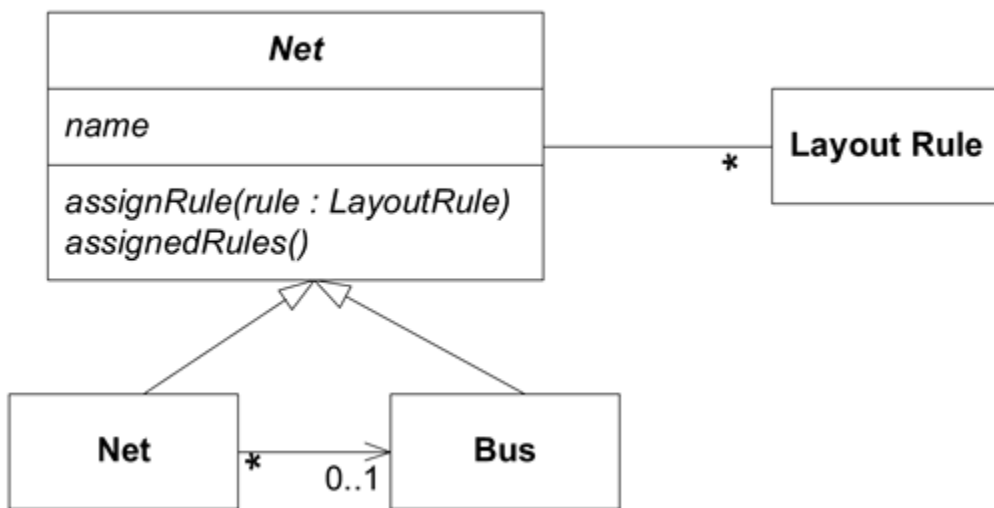 Net
name
Layout Rule
*
assignRule(rule : LayoutRule)
assignedRules()
Net
Bus
*
0..1